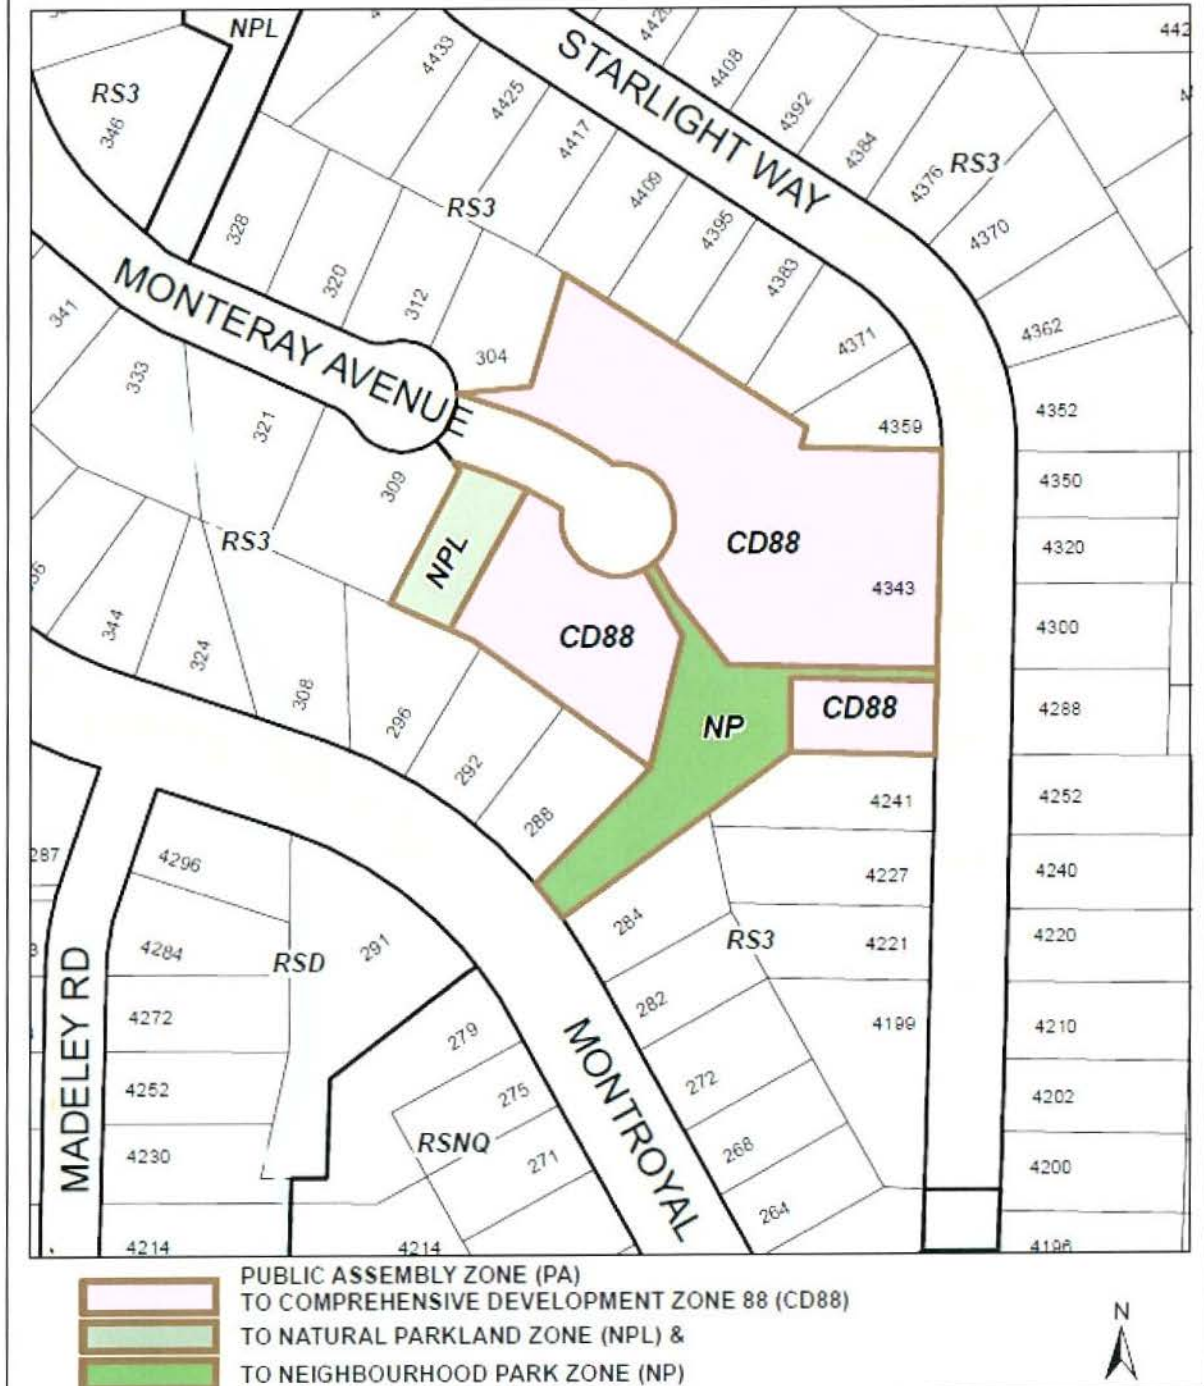 NPL
4433
4420
4408
442
RS3
346
4425
STARLIGHT WAY
4392
4417
4384
4376
RS3
328
RS3
4409
4395
4370
320
4383
MONTERAY AVENUE
312
341
304
4371
4362
333
321
4359
4352
309
4350
RS3
NPL
CD88
4320
4343
344
324
CD88
4300
308
296
NP
CD88
4288
292
288
4241
4252
287
4296
4227
4240
284
RS3
4221
4220
4284
RSD
291
MADELEY RD
4272
279
282
4199
4210
MONTROYAL
4252
275
272
4202
4230
RSNQ
271
268
4200
264
4214
4214
4196
PUBLIC ASSEMBLY ZONE (PA)
TO COMPREHENSIVE DEVELOPMENT ZONE 88 (CD88)
TO NATURAL PARKLAND ZONE (NPL) &
TO NEIGHBOURHOOD PARK ZONE (NP)
N